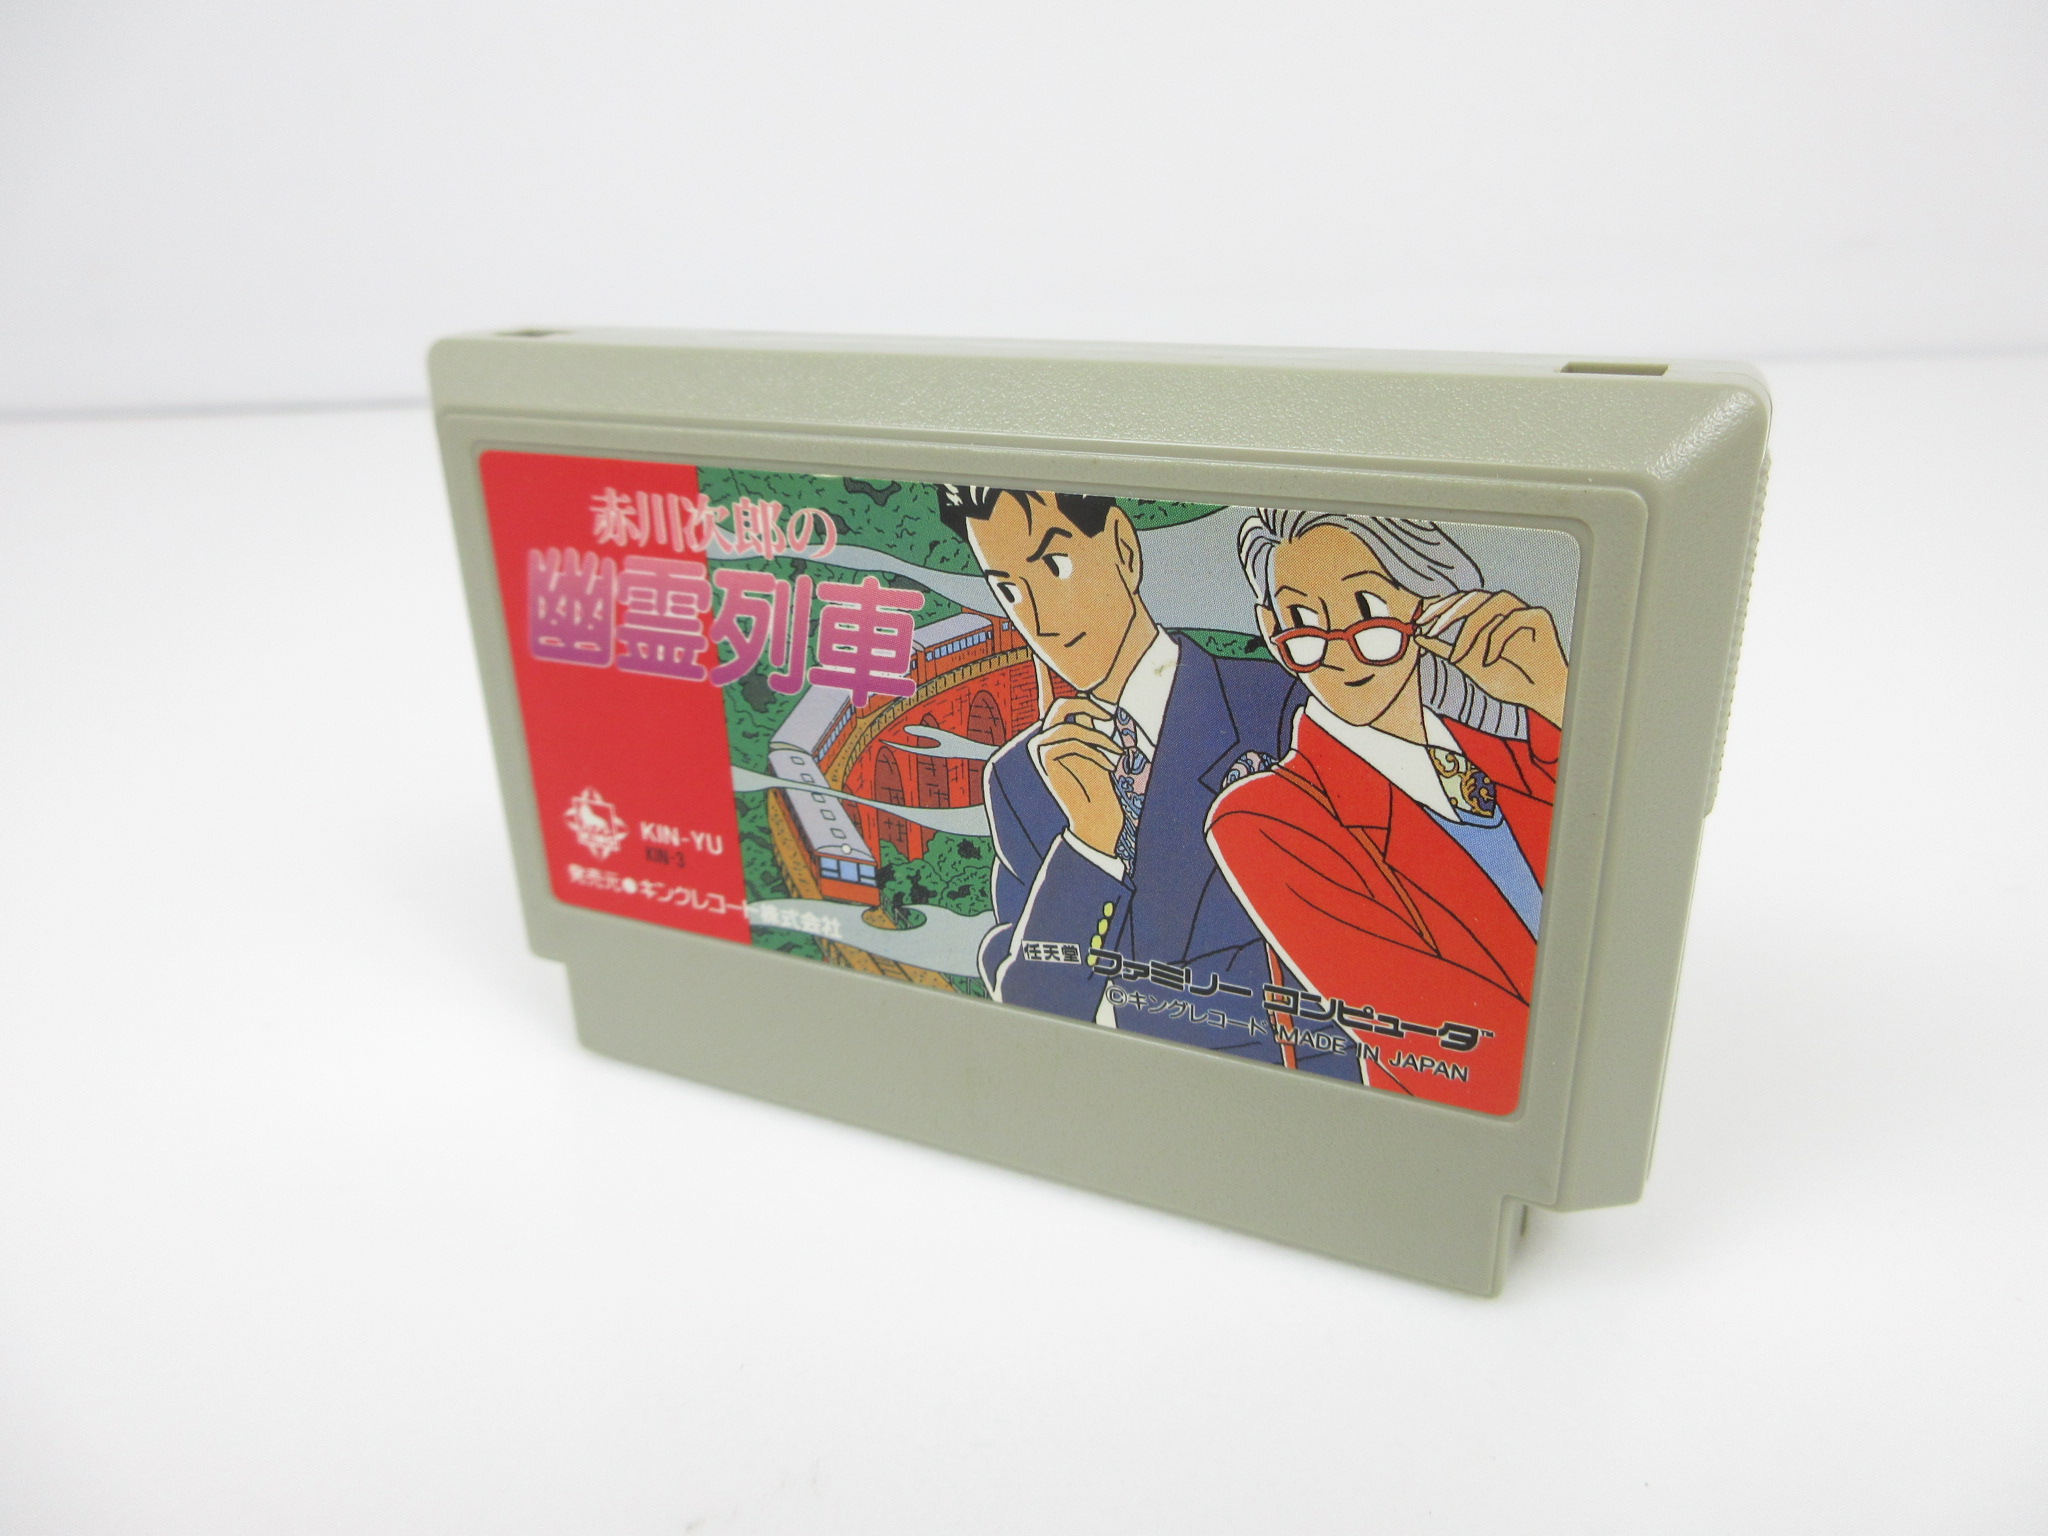 赤川次郎の
幽霊列車
KIN-YU
KIN-3
発売元●キングレコード株式会社
任天堂 ファミリー コンピュータ™
©キングレコード MADE IN JAPAN